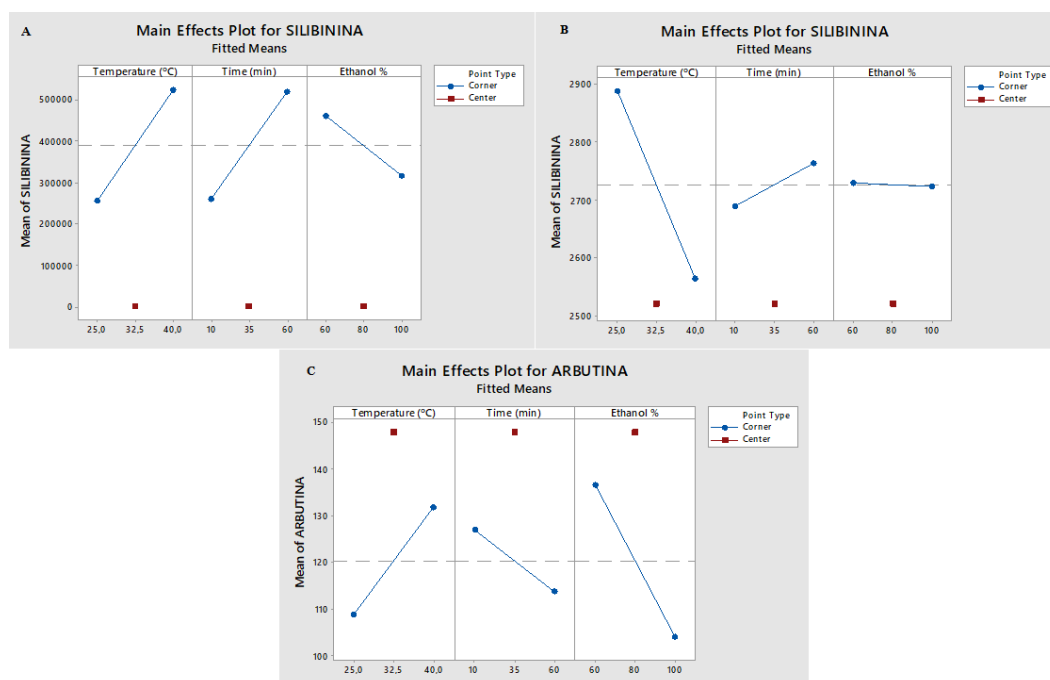 A
Main Effects Plot for SILIBININA
Fitted Means
Temperature (ºC) Time (min) Ethanol %
Point Type
Corner
Center
Mean of SILIBININA
500000
400000
300000
200000
100000
0
25,0 32,5 40,0 10 35 60 60 80 100
B
Main Effects Plot for SILIBININA
Fitted Means
Temperature (ºC) Time (min) Ethanol %
Point Type
Corner
Center
Mean of SILIBININA
2900
2800
2700
2600
2500
25,0 32,5 40,0 10 35 60 60 80 100
C
Main Effects Plot for ARBUTINA
Fitted Means
Temperature (ºC) Time (min) Ethanol %
Point Type
Corner
Center
Mean of ARBUTINA
150
140
130
120
110
100
25,0 32,5 40,0 10 35 60 60 80 100